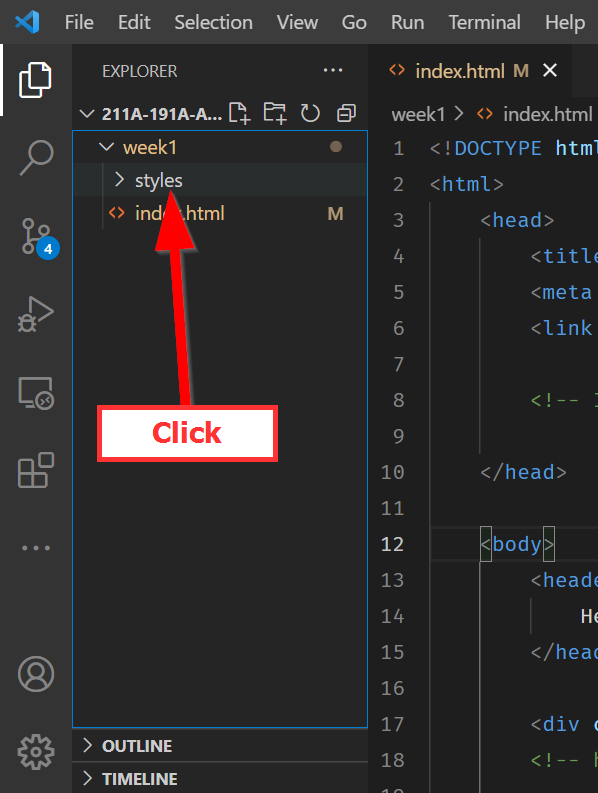 File Edit Selection View Go Run Terminal Help
EXPLORER ...
index.html M
211A-191A-A...
week1 > index.html
week1
styles
index.html M
4
Click
OUTLINE
TIMELINE
1 <!DOCTYPE html
2 <html>
3 <head>
4 <title
5 <meta
6 <link
7
8 <!-- I
9
10 </head>
11
12 <body>
13 <heade
14 He
15 </head
16
17 <div c
18 <!-- h